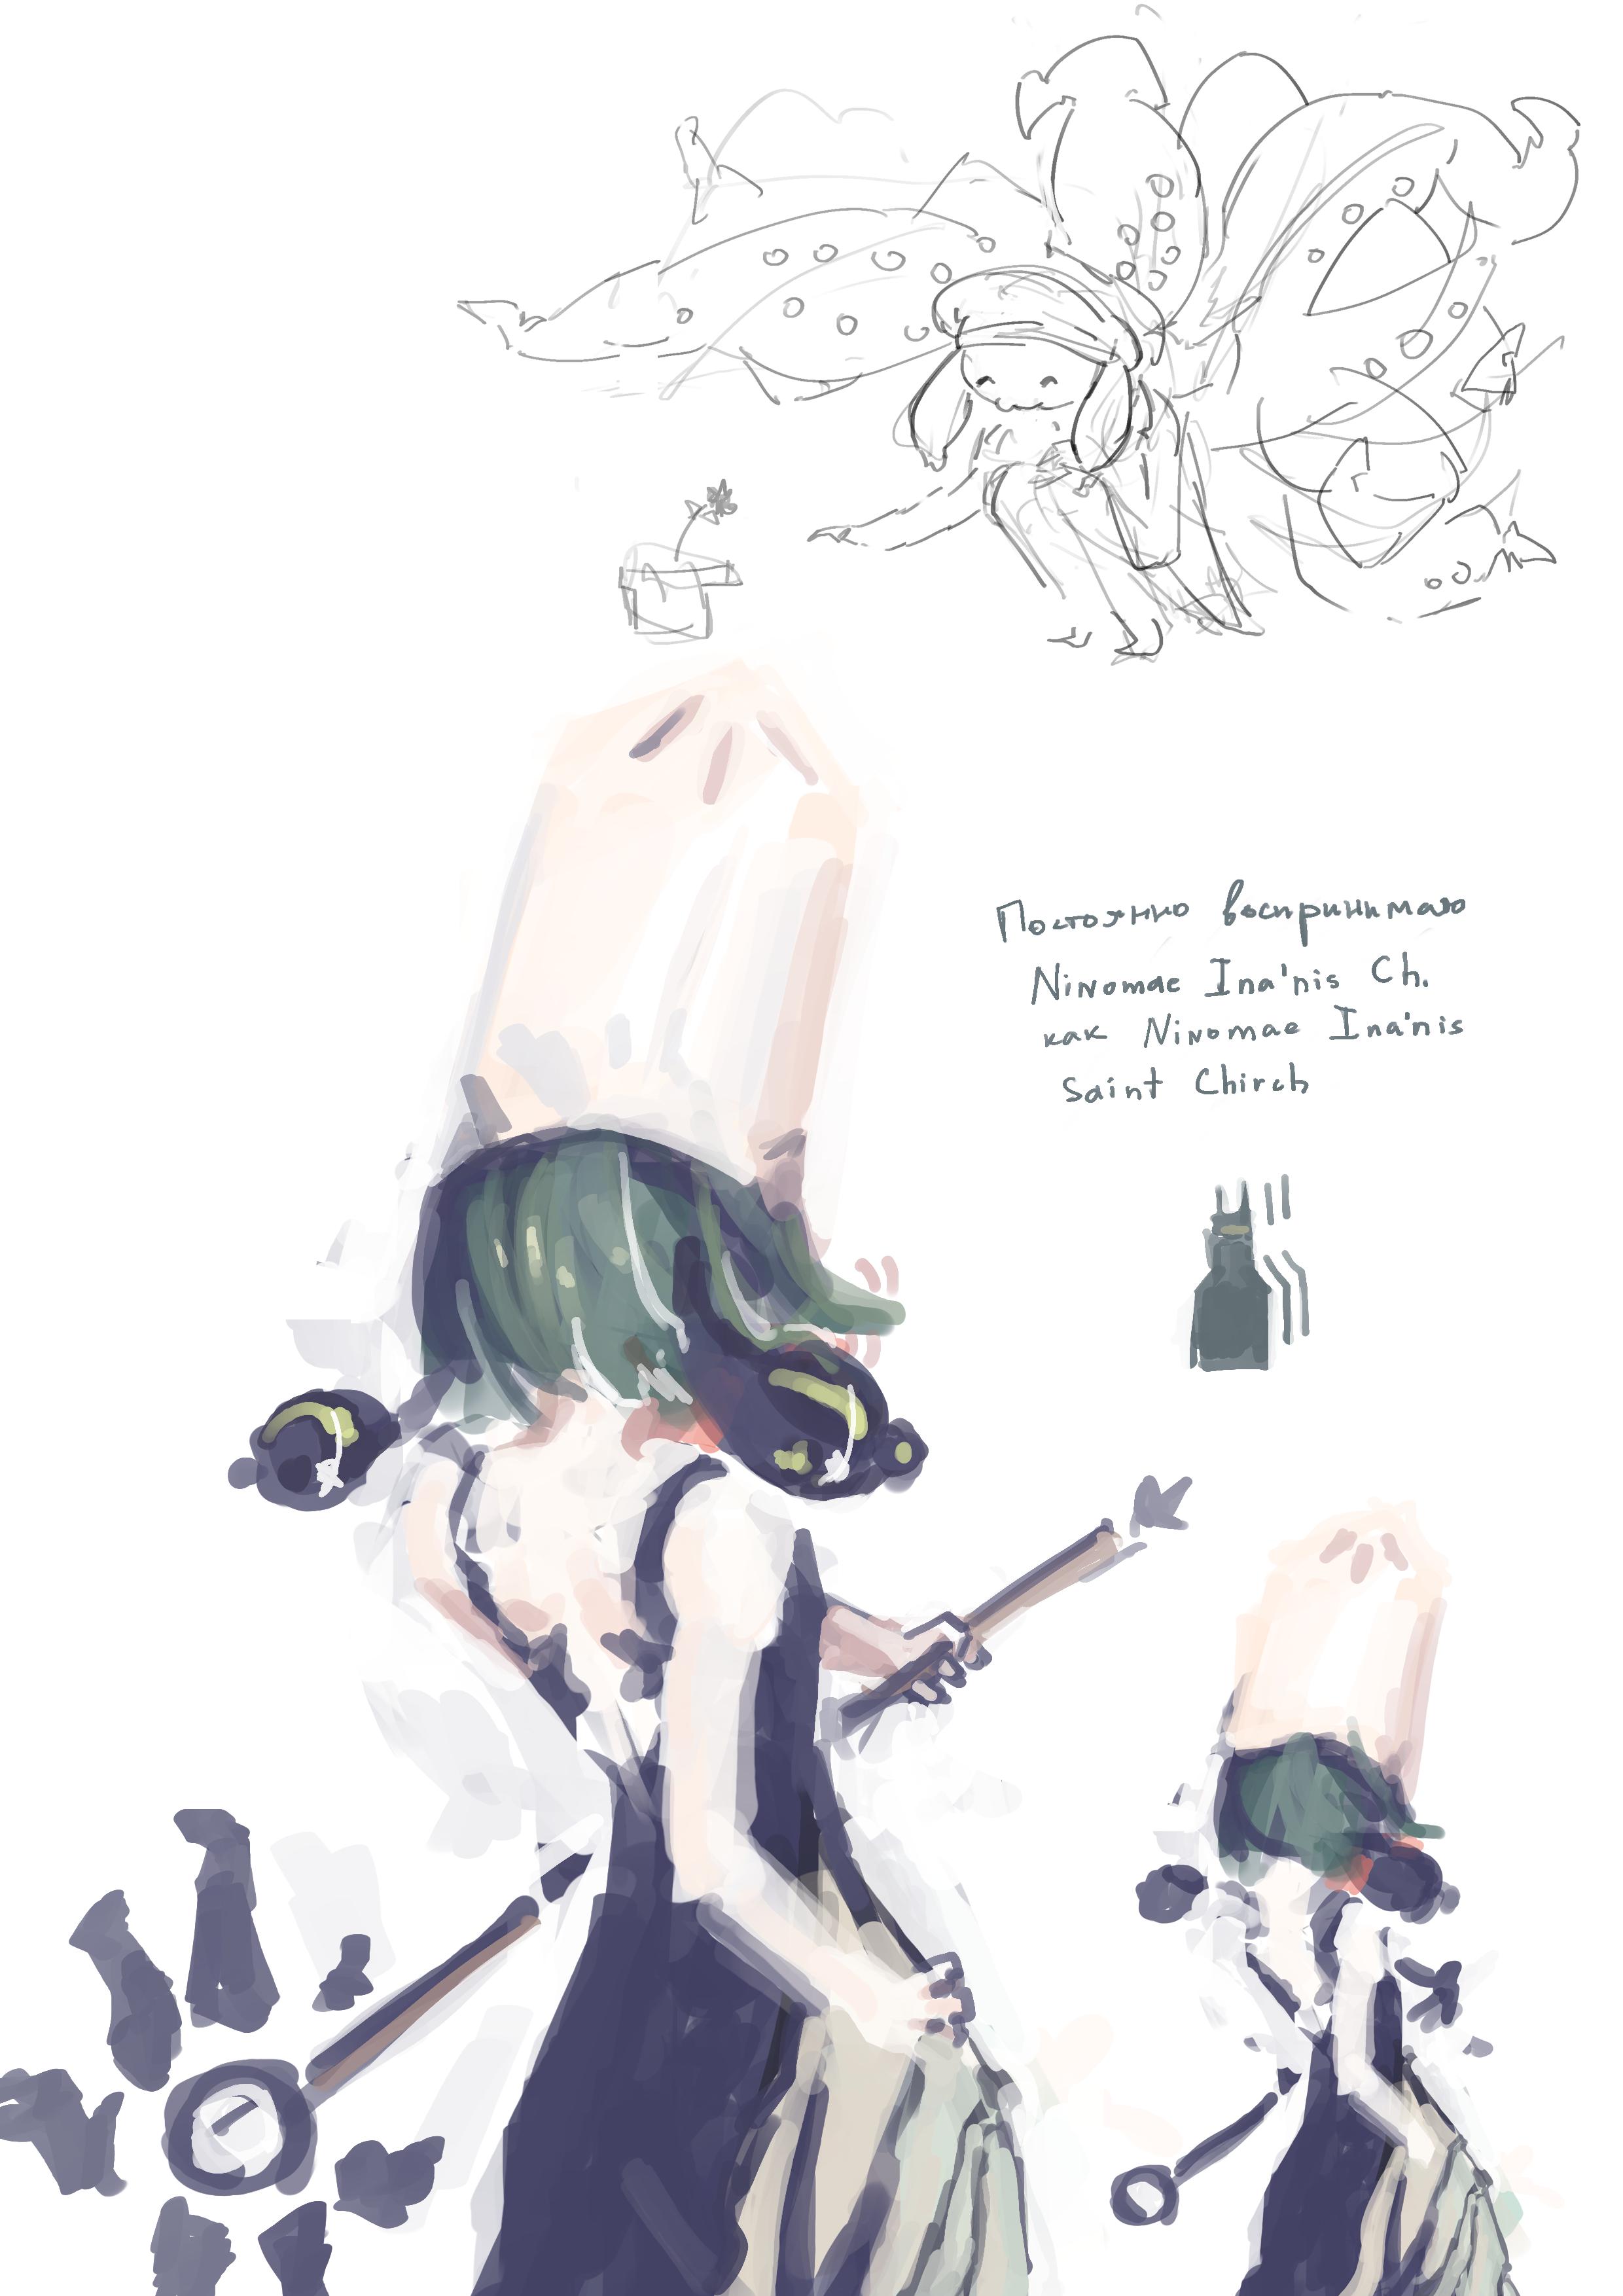 Постоянно воспринимаю
Ninomae Ina'nis Ch.
как Ninomae Ina'nis
Saint Chirch